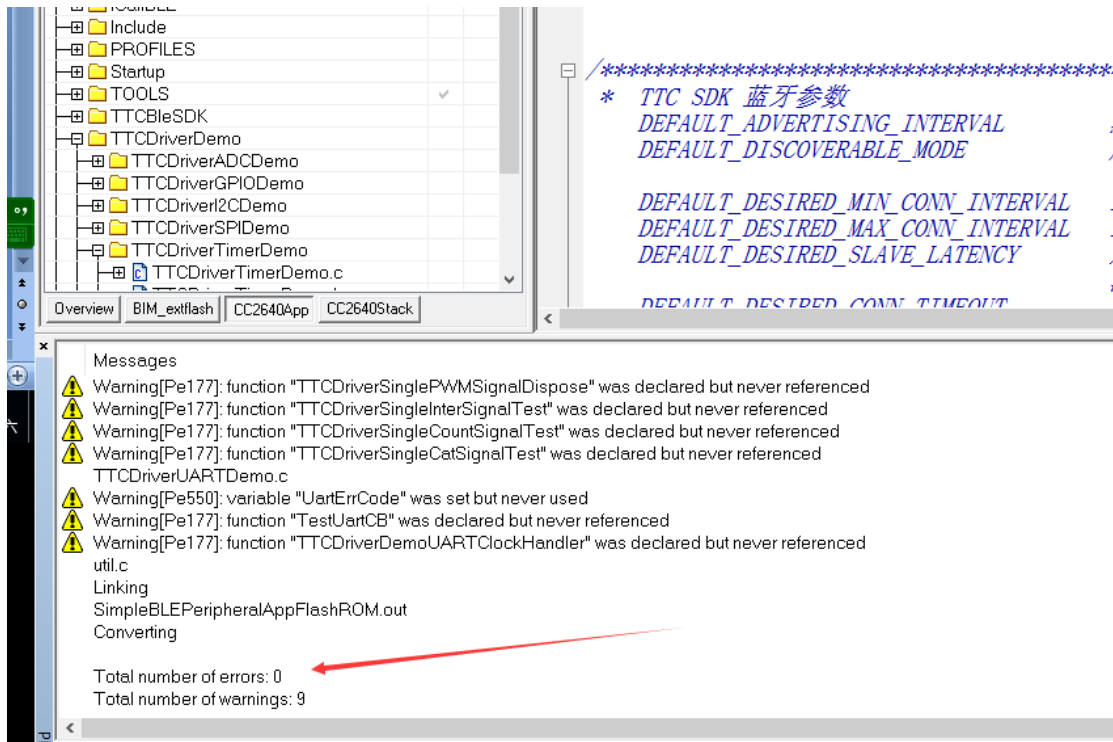 Include
PROFILES
Startup
TOOLS
TTCBleSDK
TTCDriverDemo
TTCDriverADCDemo
TTCDriverGPIODemo
TTCDriverI2CDemo
TTCDriverSPIDemo
TTCDriverTimerDemo
TTCDriverTimerDemo.c
Overview BIM_extflash CC2640App CC2640Stack
/***************************************
* TTC SDK 蓝牙参数
DEFAULT_ADVERTISING_INTERVAL
DEFAULT_DISCOVERABLE_MODE
DEFAULT_DESIRED_MIN_CONN_INTERVAL
DEFAULT_DESIRED_MAX_CONN_INTERVAL
DEFAULT_DESIRED_SLAVE_LATENCY
DEFAULT_DESIRED_CONN_TIMEOUT
Messages
Warning[Pe177]: function "TTCDriverSinglePWMSignalDispose" was declared but never referenced
Warning[Pe177]: function "TTCDriverSingleInterSignalTest" was declared but never referenced
Warning[Pe177]: function "TTCDriverSingleCountSignalTest" was declared but never referenced
Warning[Pe177]: function "TTCDriverSingleCatSignalTest" was declared but never referenced
TTCDriverUARTDemo.c
Warning[Pe550]: variable "UartErrCode" was set but never used
Warning[Pe177]: function "TestUartCB" was declared but never referenced
Warning[Pe177]: function "TTCDriverDemoUARTClockHandler" was declared but never referenced
util.c
Linking
SimpleBLEPeripheralAppFlashROM.out
Converting
Total number of errors: 0
Total number of warnings: 9